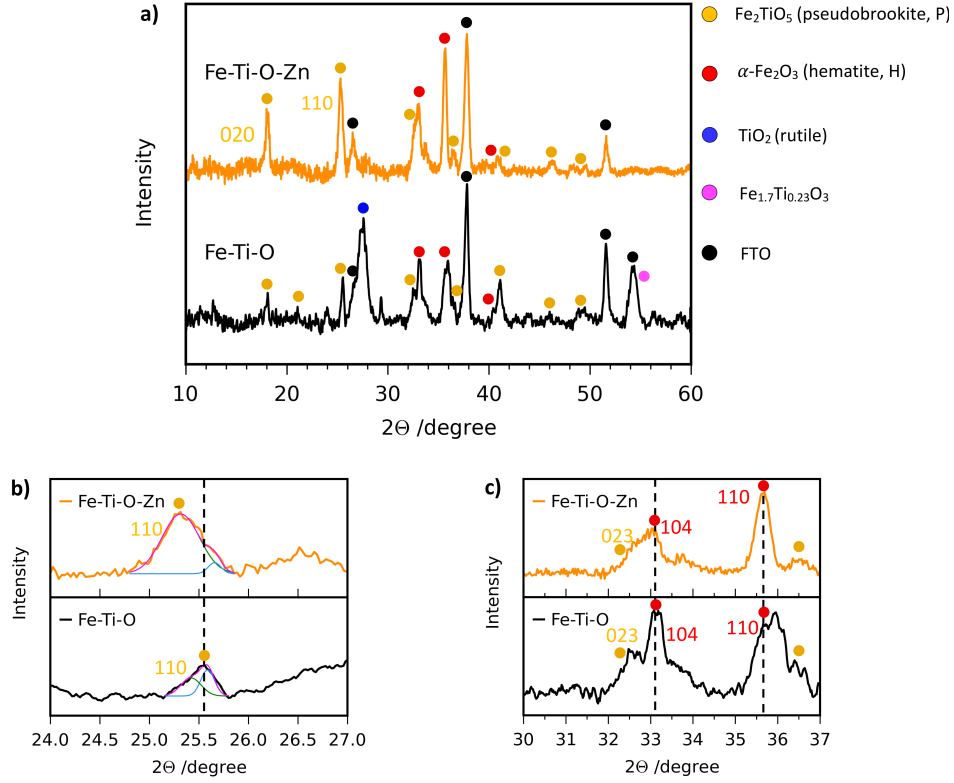 a)
Fe-Ti-O-Zn
020
110
Fe-Ti-O
Intensity
10 20 30 40 50 60
2Θ /degree
Fe₂TiO₅ (pseudobrookite, P)
α-Fe₂O₃ (hematite, H)
TiO₂ (rutile)
Fe₁.₇Ti₀.₂₃O₃
FTO
b)
Fe-Ti-O-Zn
110
Fe-Ti-O
110
Intensity
24.0 24.5 25.0 25.5 26.0 26.5 27.0
2Θ /degree
c)
Fe-Ti-O-Zn
023
104
110
Fe-Ti-O
023
104
110
Intensity
30 31 32 33 34 35 36 37
2Θ /degree